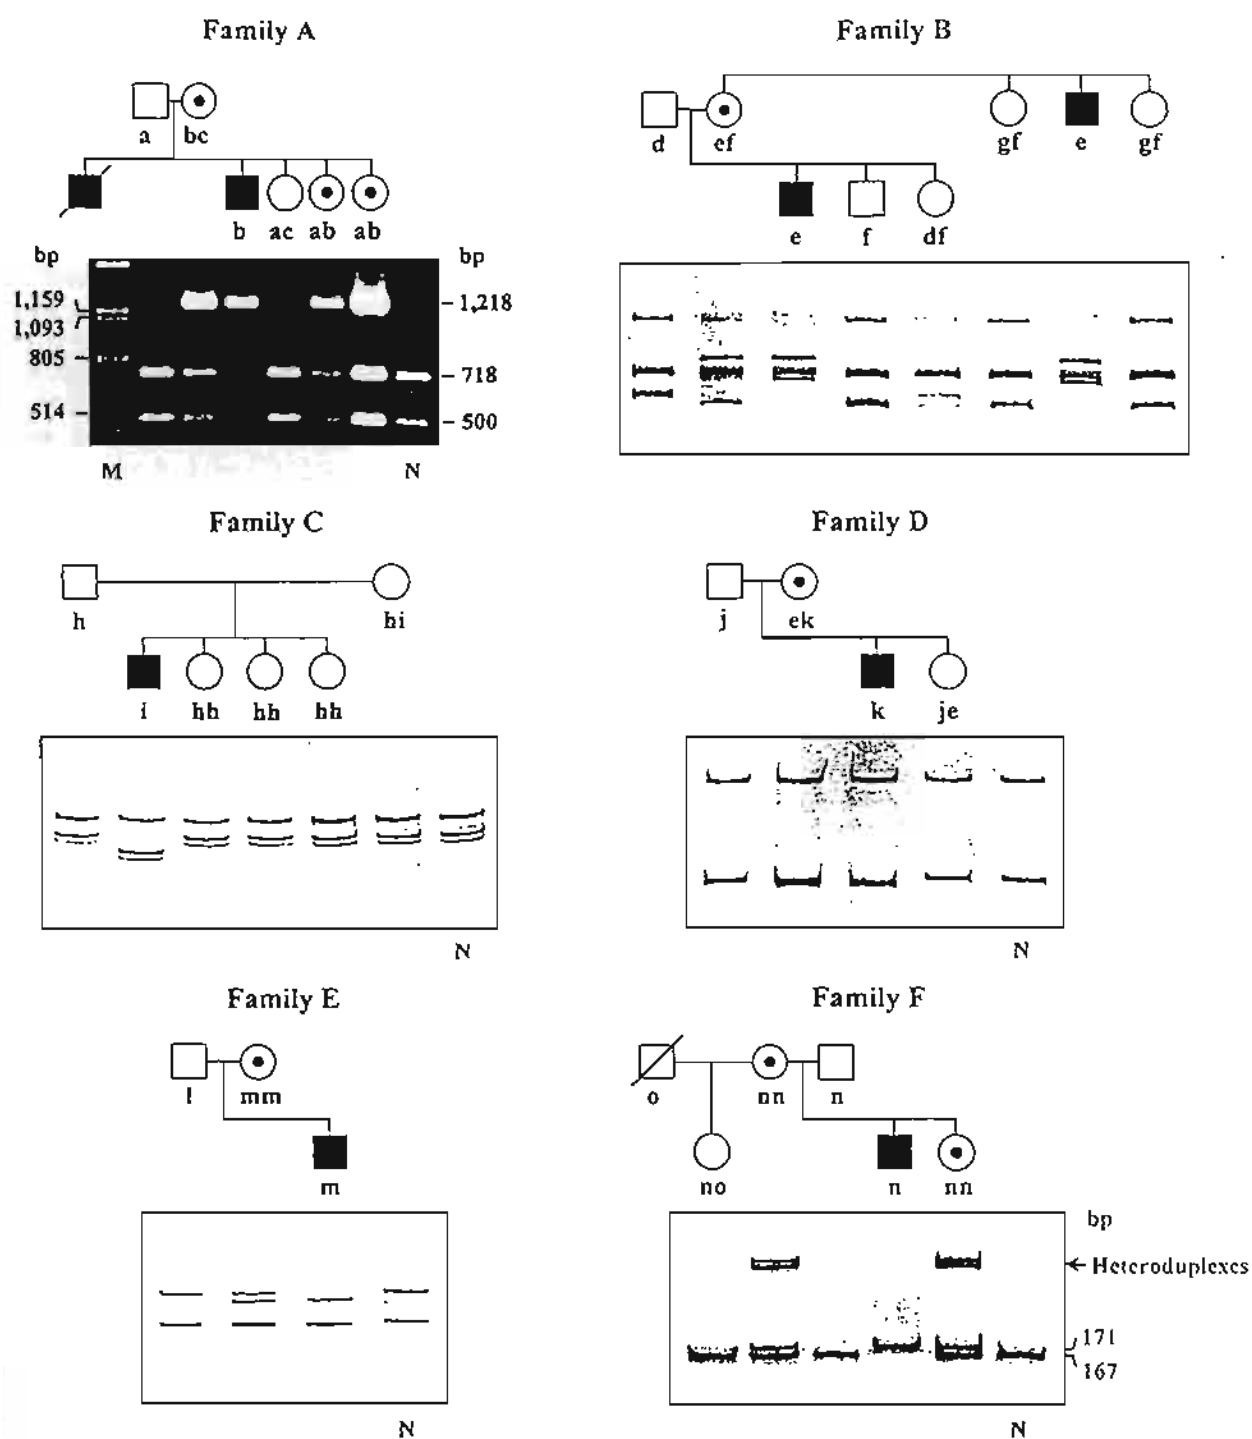 Family A
Family B
a bc
d ef gf e gf
b ac ab ab
e f df
bp bp
1,159
1,093
805
514
1,218
718
500
M N
Family C
Family D
h hi
j ek
i hh hh hh
k je
N
N
Family E
Family F
l mm
o nn n
m
no n nn
bp
Heteroduplexes
171
167
N
N